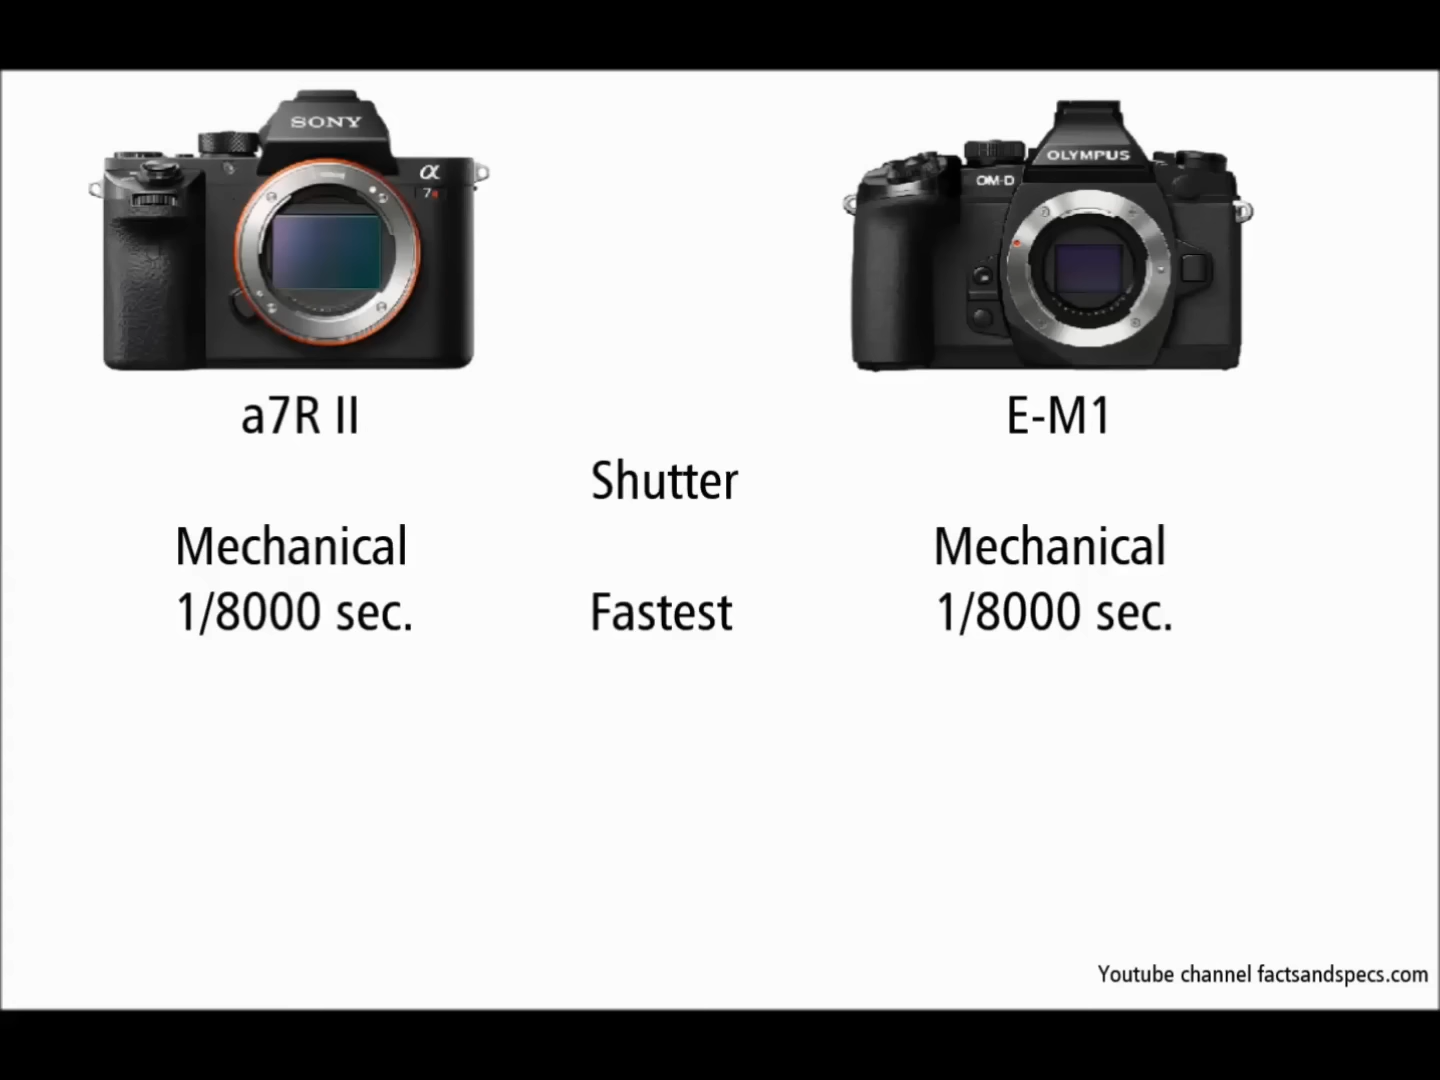 SONY
α
7R
OLYMPUS
OM-D
a7R II
E-M1
Shutter
Mechanical
Mechanical
1/8000 sec.
Fastest
1/8000 sec.
Youtube channel factsandspecs.com